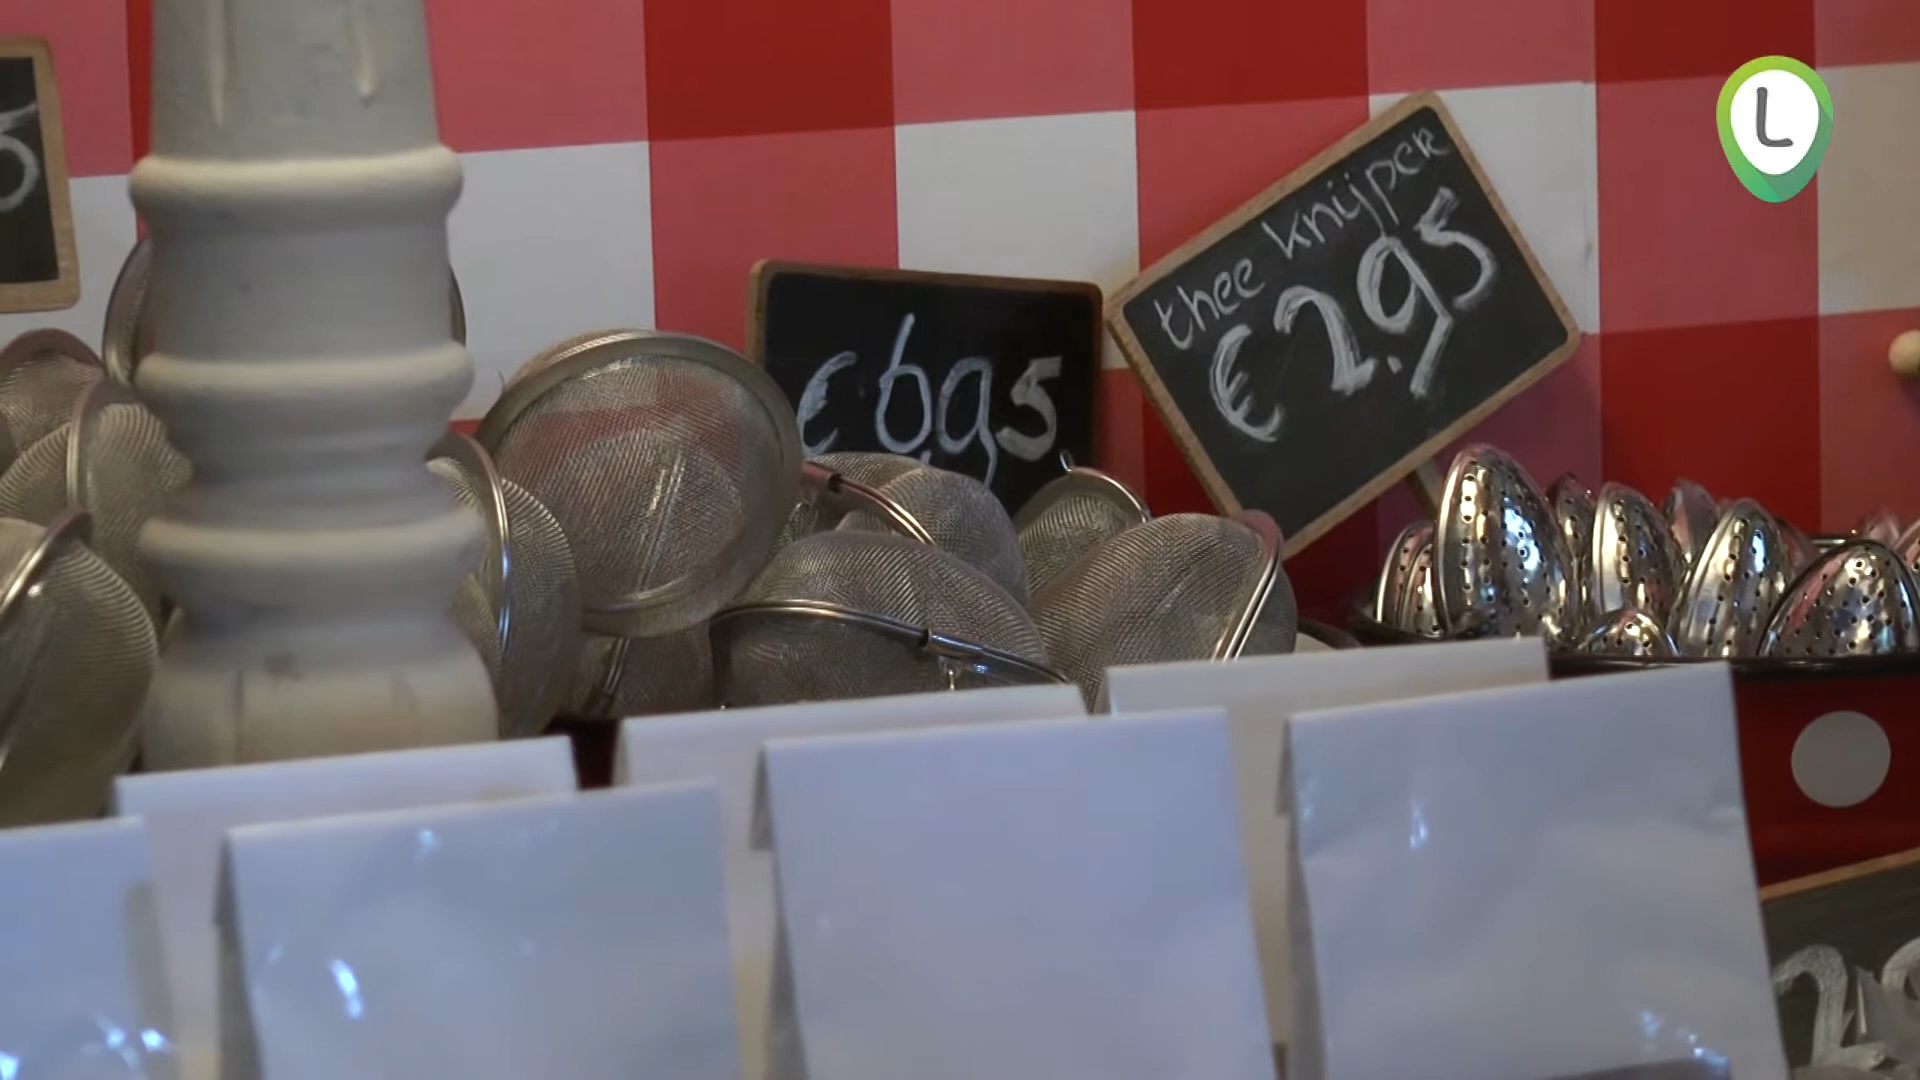 L
thee knijper
€ 2.95
€ 6,95